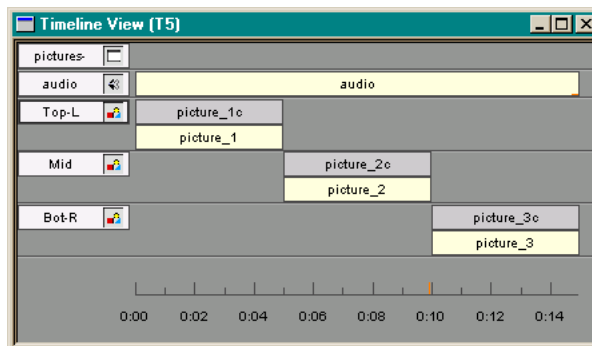 Timeline View (T5)
pictures-
audio audio
Top-L picture_1c
picture_1
Mid picture_2c
picture_2
Bot-R picture_3c
picture_3
0:00 0:02 0:04 0:06 0:08 0:10 0:12 0:14